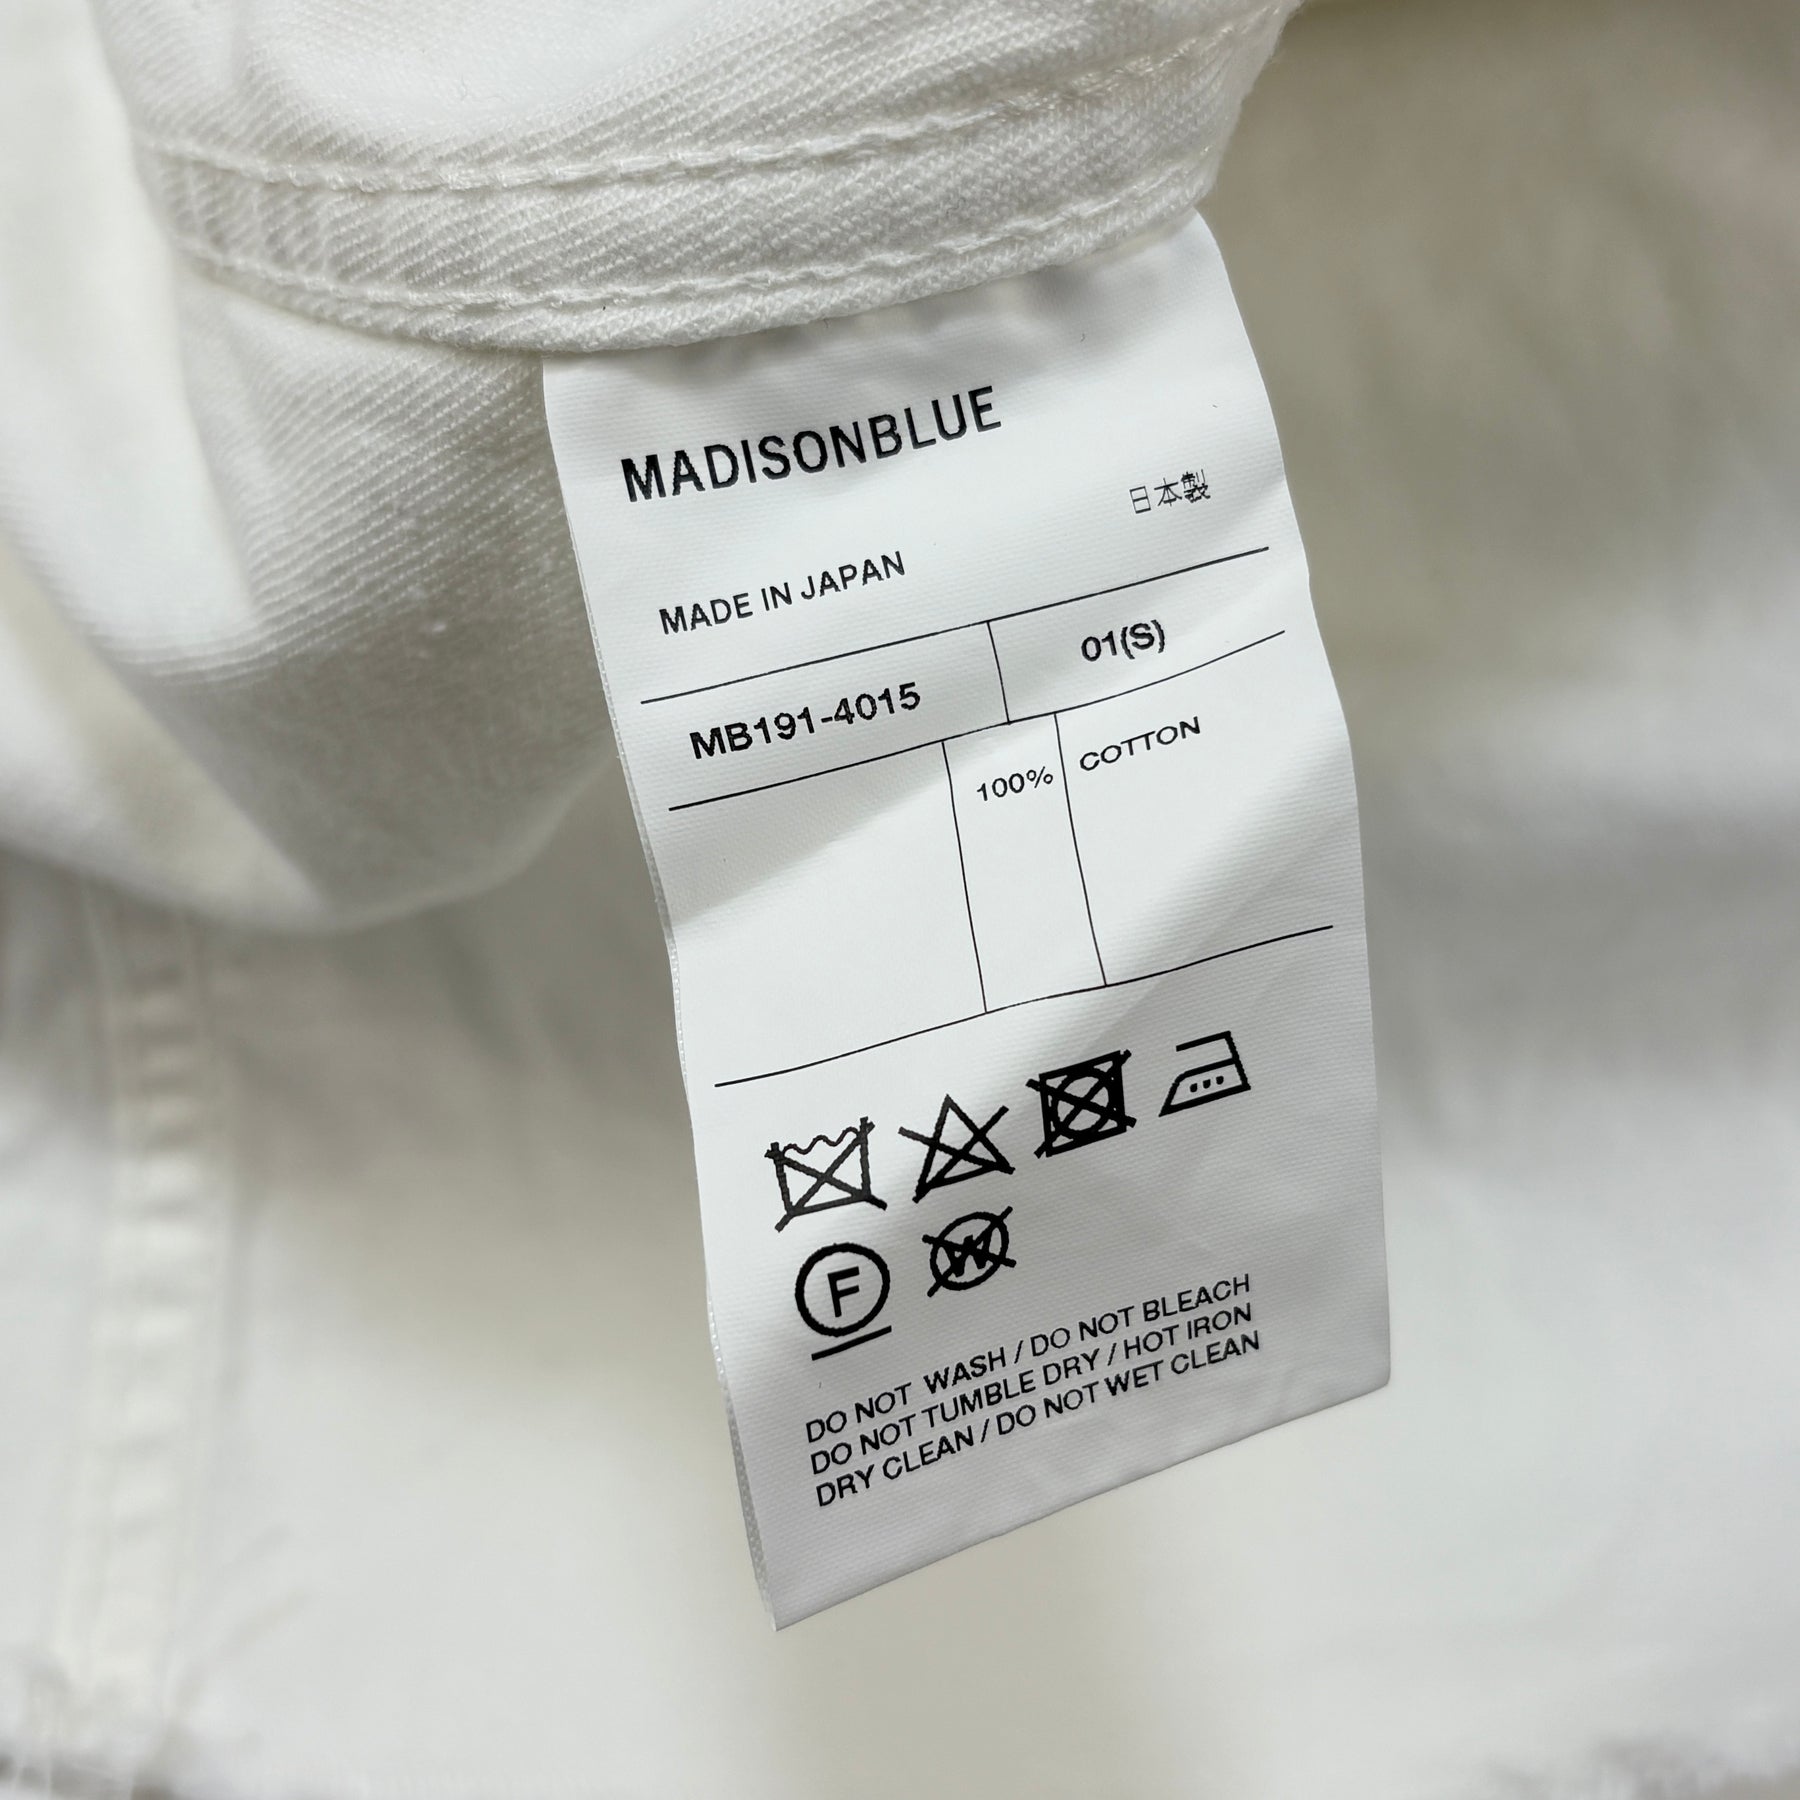 MADISONBLUE
日本製
MADE IN JAPAN
MB191-4015 01(S)
100% COTTON
F W
DO NOT WASH / DO NOT BLEACH
DO NOT TUMBLE DRY / HOT IRON
DRY CLEAN / DO NOT WET CLEAN